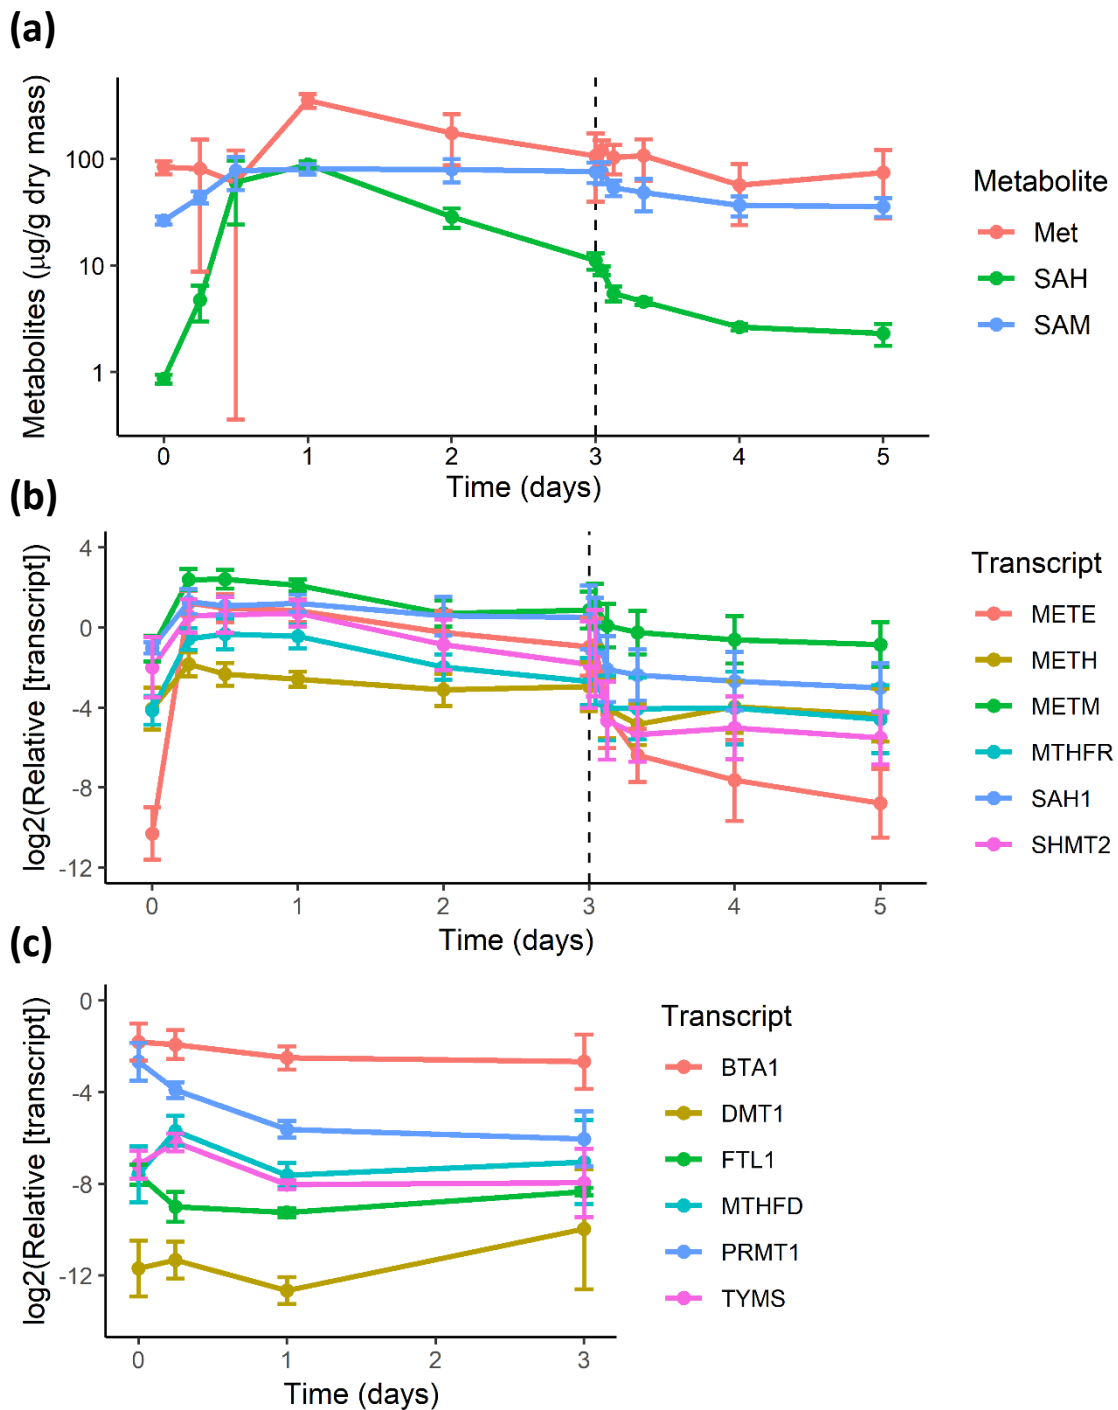 (a)
Metabolites (µg/g dry mass)
100
10
1
0 1 2 3 4 5
Time (days)
Metabolite
Met
SAH
SAM
(b)
log2(Relative [transcript])
4
0
-4
-8
-12
0 1 2 3 4 5
Time (days)
Transcript
METE
METH
METM
MTHFR
SAH1
SHMT2
(c)
log2(Relative [transcript])
0
-4
-8
-12
0 1 2 3
Time (days)
Transcript
BTA1
DMT1
FTL1
MTHFD
PRMT1
TYMS